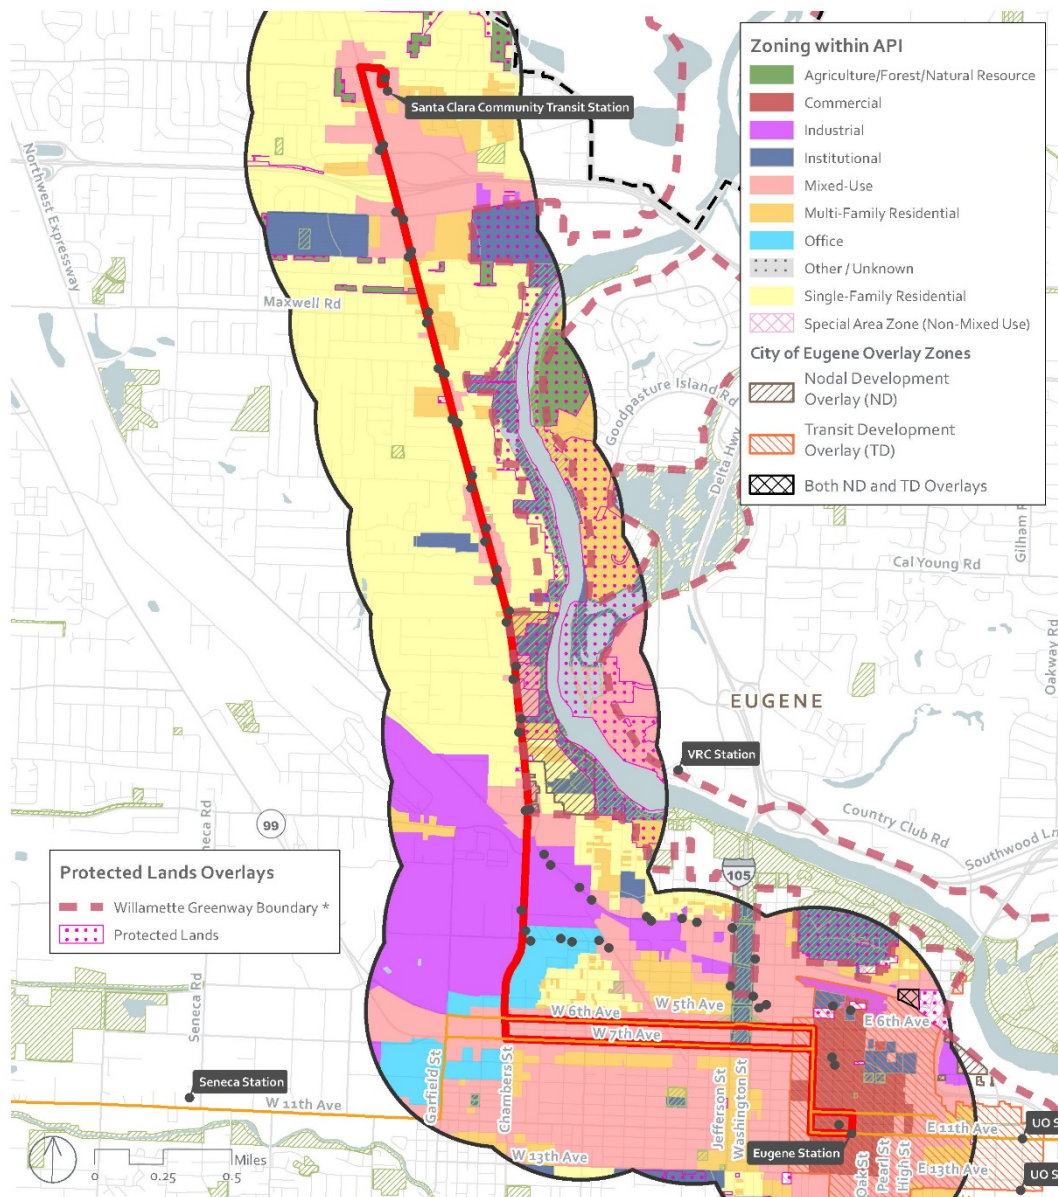 Zoning within API
Agriculture/Forest/Natural Resource
Commercial
Industrial
Institutional
Mixed-Use
Multi-Family Residential
Office
Other / Unknown
Single-Family Residential
Special Area Zone (Non-Mixed Use)
City of Eugene Overlay Zones
Nodal Development
Overlay (ND)
Transit Development
Overlay (TD)
Both ND and TD Overlays
Santa Clara Community Transit Station
Northwest Expressway
Maxwell Rd
Goodpasture Island Rd
Delta Hwy
Gilham R
Cal Young Rd
Oakway Rd
EUGENE
VRC Station
Country Club Rd
Southwood Ln
neca Rd
99
105
Protected Lands Overlays
Willamette Greenway Boundary *
Protected Lands
Seneca Rd
W 5th Ave
W 6th Ave
E 6th Ave
W 7th Ave
Garfield St
Chambers St
Jefferson St
Washington St
Seneca Station
W 11th Ave
E 11th Ave
UO S
Eugene Station
W 13th Ave
Oak St
Pearl St
High St
E 13th Ave
UO S
Miles
0 0.25 0.5